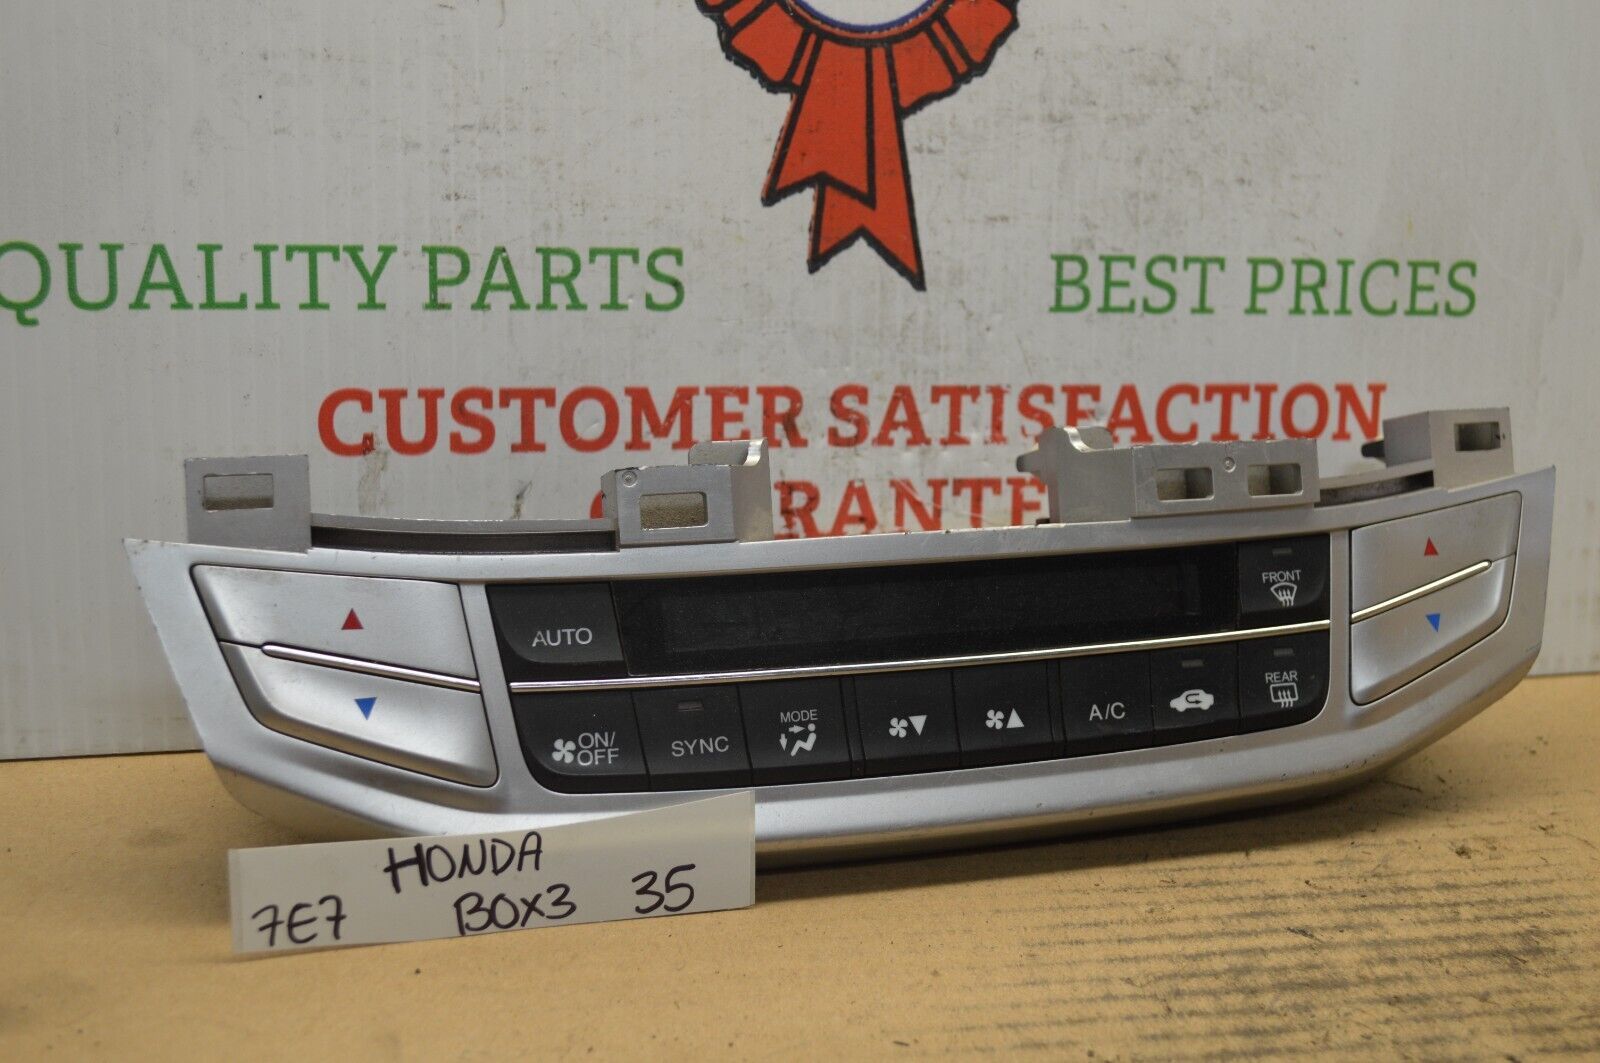 QUALITY PARTS
BEST PRICES
CUSTOMER SATISFACTION
FRONT
AUTO
REAR
MODE
A/C
ON/
OFF
SYNC
HONDA
7E7 BOX3 35